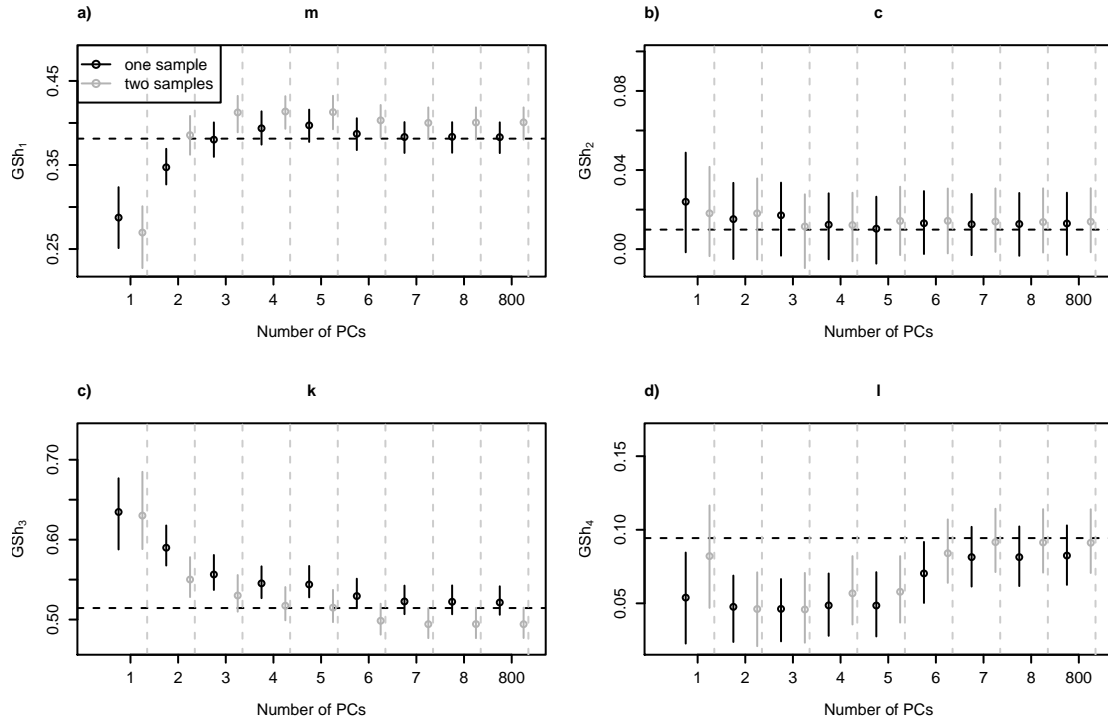 a) m
GSh1
0.45
0.35
0.25
one sample
two samples
1 2 3 4 5 6 7 8 800
Number of PCs
b) c
GSh2
0.08
0.04
0.00
1 2 3 4 5 6 7 8 800
Number of PCs
c) k
GSh3
0.70
0.60
0.50
1 2 3 4 5 6 7 8 800
Number of PCs
d) l
GSh4
0.15
0.10
0.05
1 2 3 4 5 6 7 8 800
Number of PCs